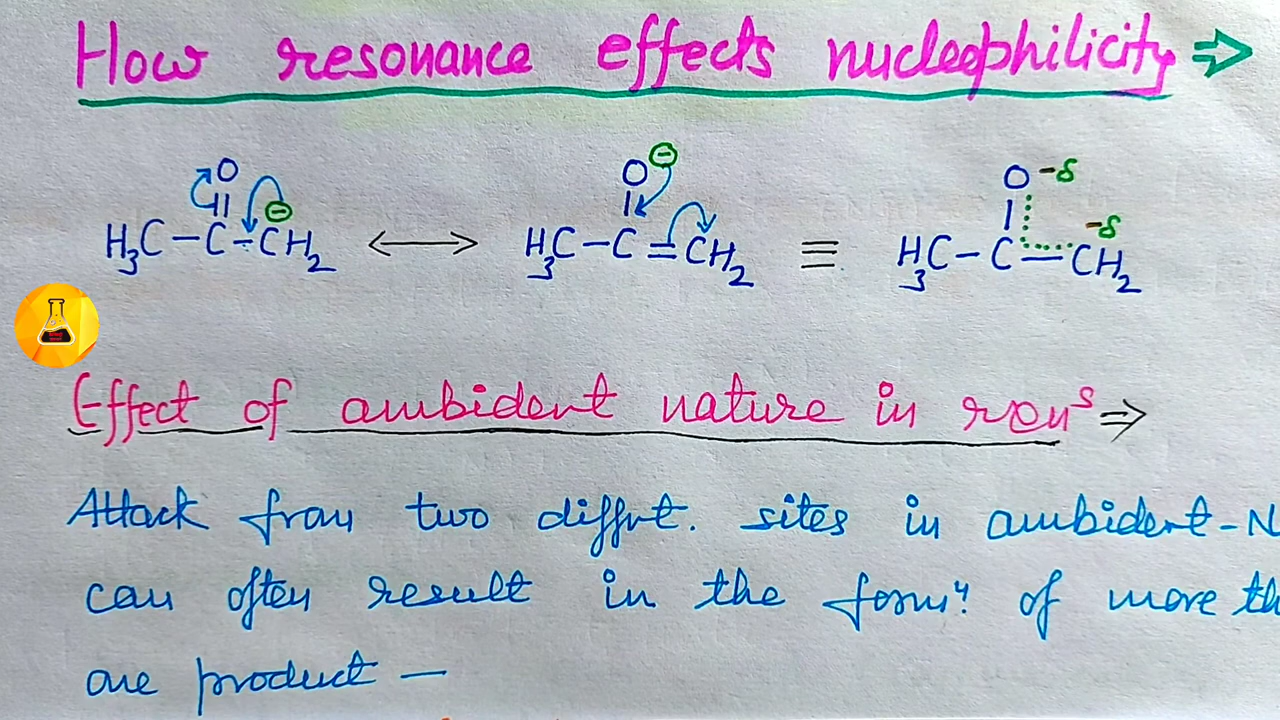 How resonance effects nucleophilicity ⇒
O O ⊖ O -δ
H₃C – C – CH₂ ⊖ ⟷ H₃C – C = CH₂ ≡ H₃C – C – CH₂ -δ
Effect of ambident nature in rxnˢ ⇒
Attack from two diffrt. sites in ambident - N
can often result in the formⁿ of more th
one product –